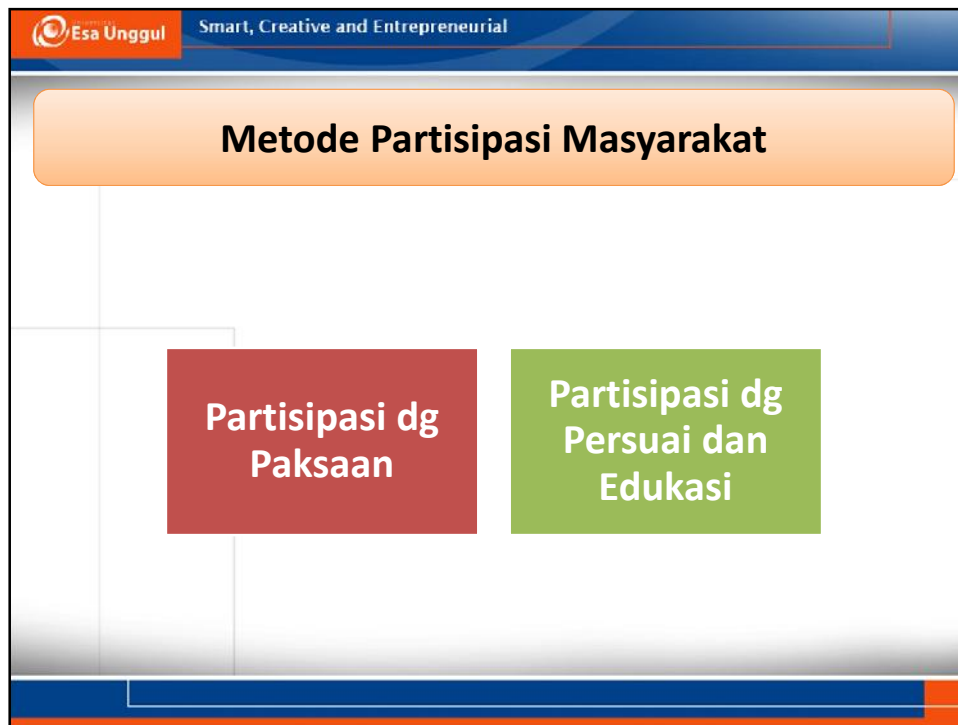 Esa Unggul
Smart, Creative and Entrepreneurial
Metode Partisipasi Masyarakat
Partisipasi dg
Paksaan
Partisipasi dg
Persuai dan
Edukasi